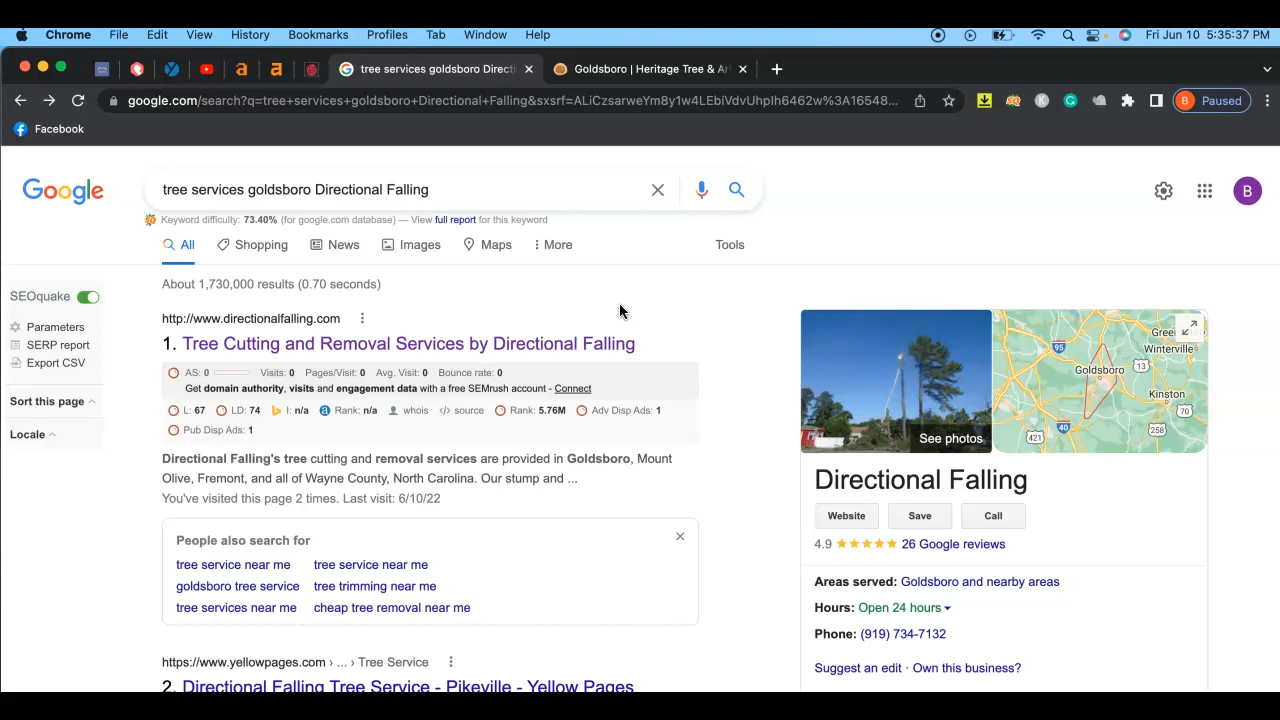 Chrome File Edit View History Bookmarks Profiles Tab Window Help Fri Jun 10 5:35:37 PM
tree services goldsboro Directi Goldsboro | Heritage Tree & Ar
google.com/search?q=tree+services+goldsboro+Directional+Falling&sxsrf=ALiCzsarweYm8y1w4LEbiVdvUhpIh6462w%3A16548... B Paused
Facebook
Google
tree services goldsboro Directional Falling
B
Keyword difficulty: 73.40% (for google.com database) — View full report for this keyword
All Shopping News Images Maps More Tools
About 1,730,000 results (0.70 seconds)
SEOquake
Parameters
SERP report
Export CSV
Sort this page
Locale
http://www.directionalfalling.com
1. Tree Cutting and Removal Services by Directional Falling
AS: 0 Visits: 0 Pages/Visit: 0 Avg. Visit: 0 Bounce rate: 0
Get domain authority, visits and engagement data with a free SEMrush account - Connect
L: 67 LD: 74 I: n/a Rank: n/a whois source Rank: 5.76M Adv Disp Ads: 1
Pub Disp Ads: 1
Directional Falling's tree cutting and removal services are provided in Goldsboro, Mount
Olive, Fremont, and all of Wayne County, North Carolina. Our stump and ...
You've visited this page 2 times. Last visit: 6/10/22
People also search for
tree service near me tree service near me
goldsboro tree service tree trimming near me
tree services near me cheap tree removal near me
https://www.yellowpages.com › ... › Tree Service
2. Directional Falling Tree Service - Pikeville - Yellow Pages
See photos
Gree
95
Winterville
Goldsboro
13
Kinston
70
258
40
421
Directional Falling
Website Save Call
4.9 26 Google reviews
Areas served: Goldsboro and nearby areas
Hours: Open 24 hours
Phone: (919) 734-7132
Suggest an edit · Own this business?